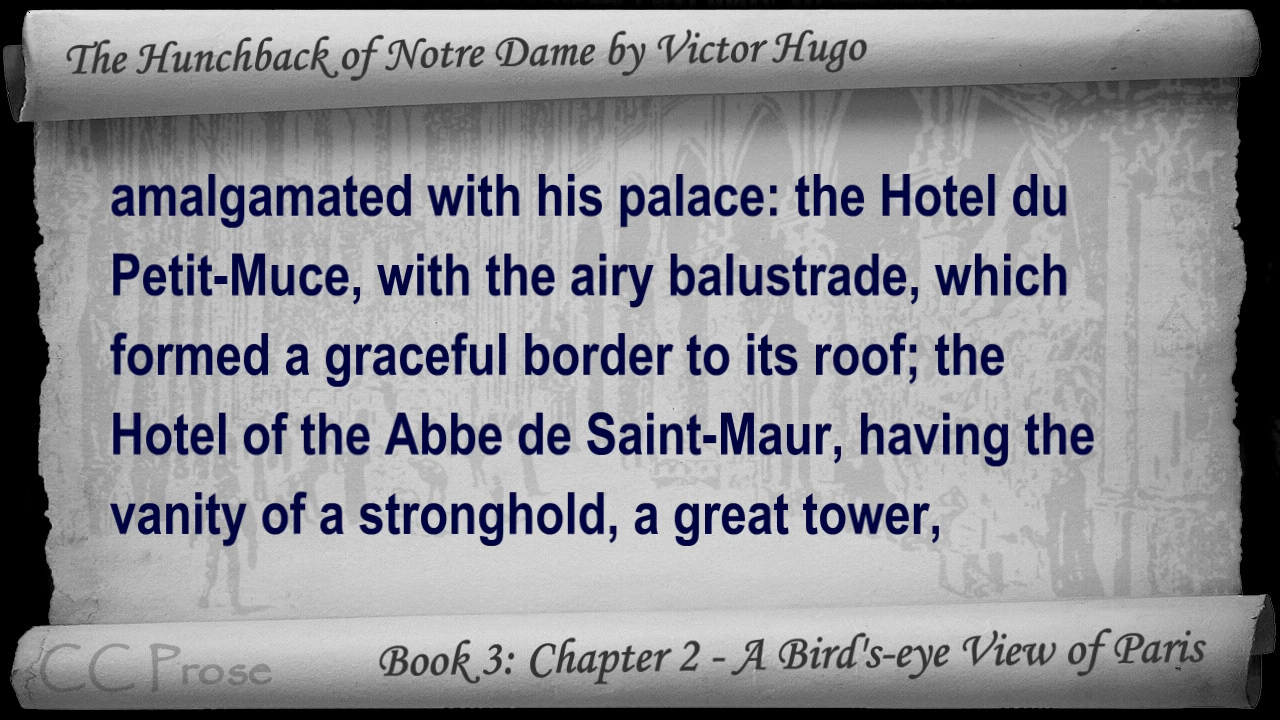 The Hunchback of Notre Dame by Victor Hugo
amalgamated with his palace: the Hotel du
Petit-Muce, with the airy balustrade, which
formed a graceful border to its roof; the
Hotel of the Abbe de Saint-Maur, having the
vanity of a stronghold, a great tower,
CC Prose
Book 3: Chapter 2 - A Bird's-eye View of Paris